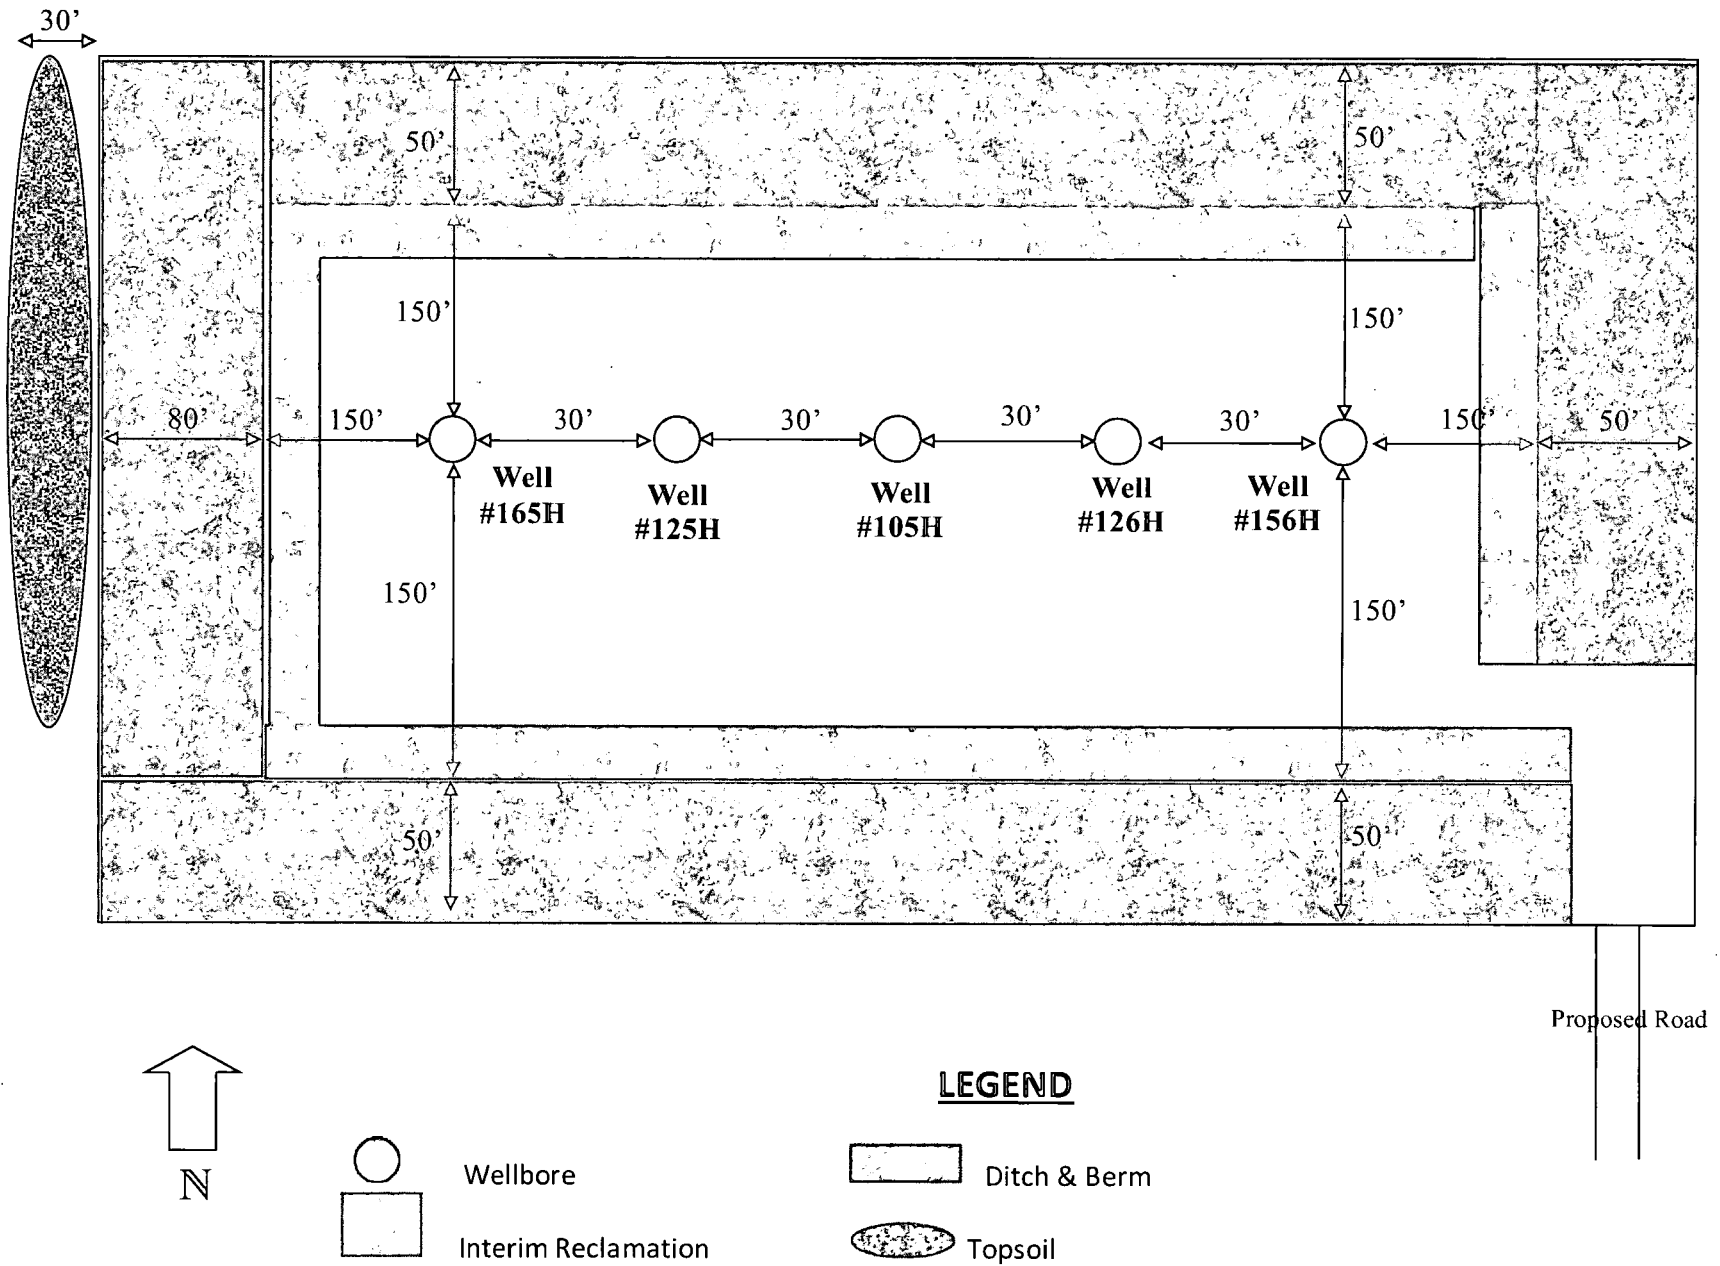 30’
50’ 50’
150’ 150’
80’ 150’ 30’ 30’ 30’ 30’ 150’ 50’
Well Well Well Well Well
#165H #125H #105H #126H #156H
150’ 150’
50’ 50’
Proposed Road
LEGEND
Wellbore Ditch & Berm
N
Interim Reclamation Topsoil